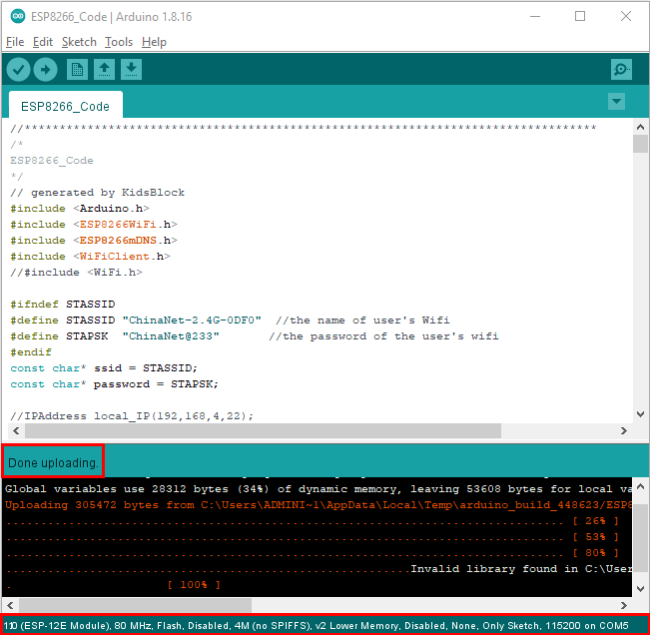 ESP8266_Code | Arduino 1.8.16
File Edit Sketch Tools Help
ESP8266_Code
//**********************************************************************************
/*
ESP8266_Code
*/
// generated by KidsBlock
#include <Arduino.h>
#include <ESP8266WiFi.h>
#include <ESP8266mDNS.h>
#include <WiFiClient.h>
//#include <WiFi.h>
#ifndef STASSID
#define STASSID "ChinaNet-2.4G-0DF0"  //the name of user's Wifi
#define STAPSK  "ChinaNet@233"       //the password of the user's wifi
#endif
const char* ssid = STASSID;
const char* password = STAPSK;
//IPAddress local_IP(192,168,4,22);
Done uploading.
Global variables use 28312 bytes (34%) of dynamic memory, leaving 53608 bytes for local va
Uploading 305472 bytes from C:\Users\ADMINI~1\AppData\Local\Temp\arduino_build_448623/ESP8
................................................................................ [ 26% ]
................................................................................ [ 53% ]
................................................................................ [ 80% ]
.......................................................... Invalid library found in C:\User
. [ 100% ]
(ESP-12E Module), 80 MHz, Flash, Disabled, 4M (no SPIFFS), v2 Lower Memory, Disabled, None, Only Sketch, 115200 on COM5